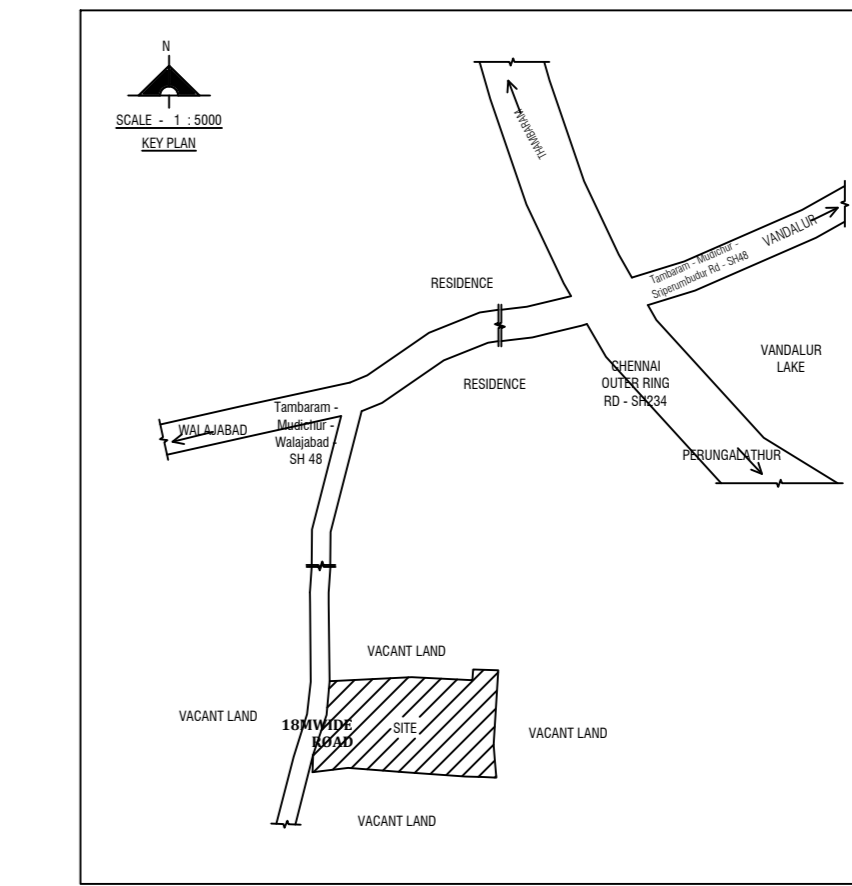 N
SCALE - 1 : 5000
KEY PLAN
THAMBARAM
VANDALUR
Tambaram - Mudichur -
Sriperumbudur Rd - SH48
RESIDENCE
VANDALUR
LAKE
CHENNAI
OUTER RING
RD - SH234
RESIDENCE
Tambaram -
Mudichur -
Walajabad -
SH 48
WALAJABAD
PERUNGALATHUR
VACANT LAND
VACANT LAND
18MWIDE
ROAD
SITE
VACANT LAND
VACANT LAND